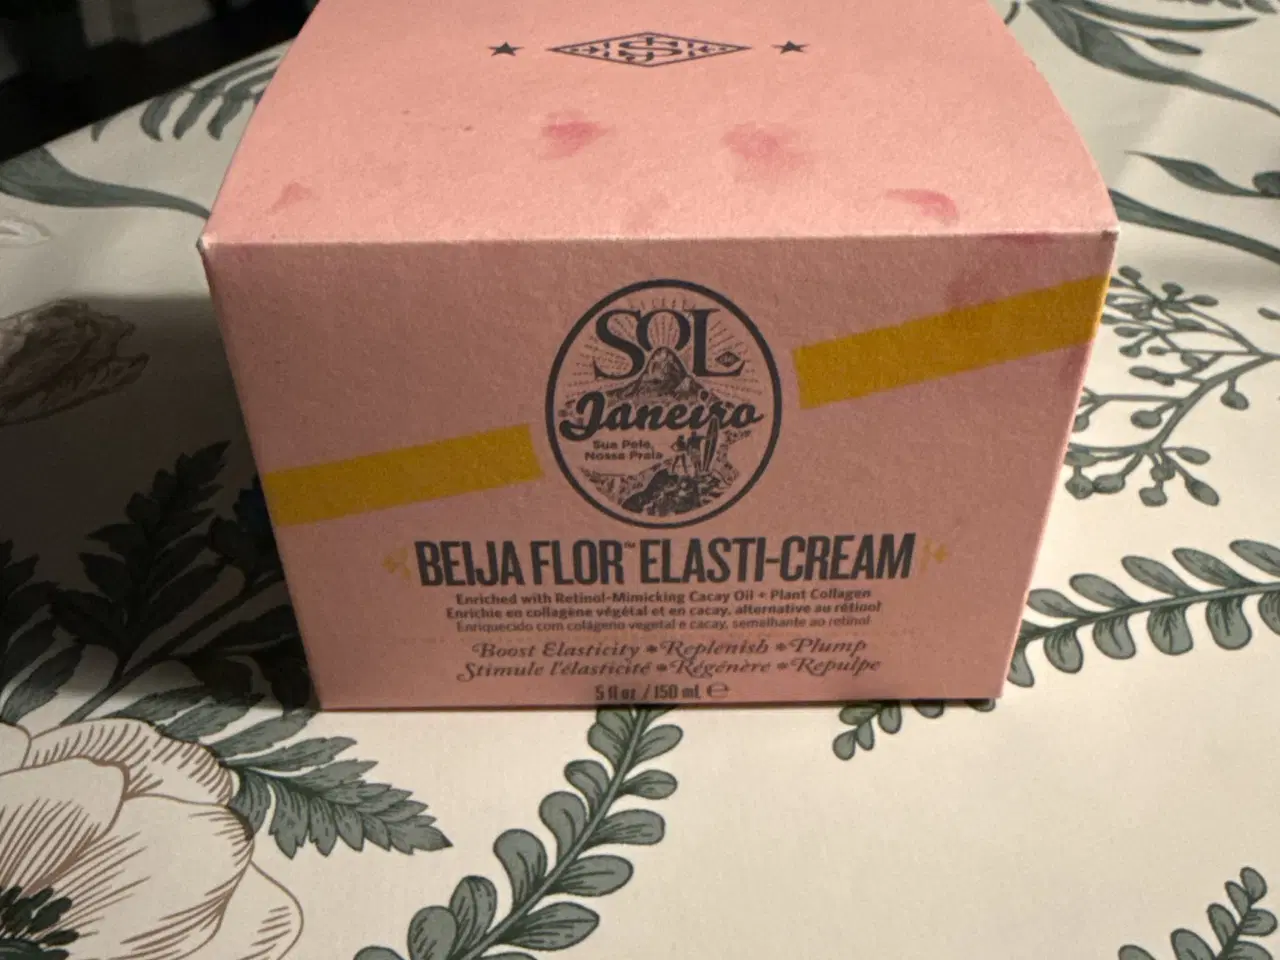 SJ
SOL
de
Janeiro
Sua Pele,
Nossa Praia
BEIJA FLOR™ ELASTI-CREAM
Enriched with Retinol-Mimicking Cacay Oil + Plant Collagen
Enrichie en collagène végétal et en cacay, alternative au rétinol
Enriquecido com colágeno vegetal e cacay, semelhante ao retinol
Boost Elasticity * Replenish * Plump
Stimule l'élasticité * Régénère * Repulpe
5 fl oz / 150 mL ℮